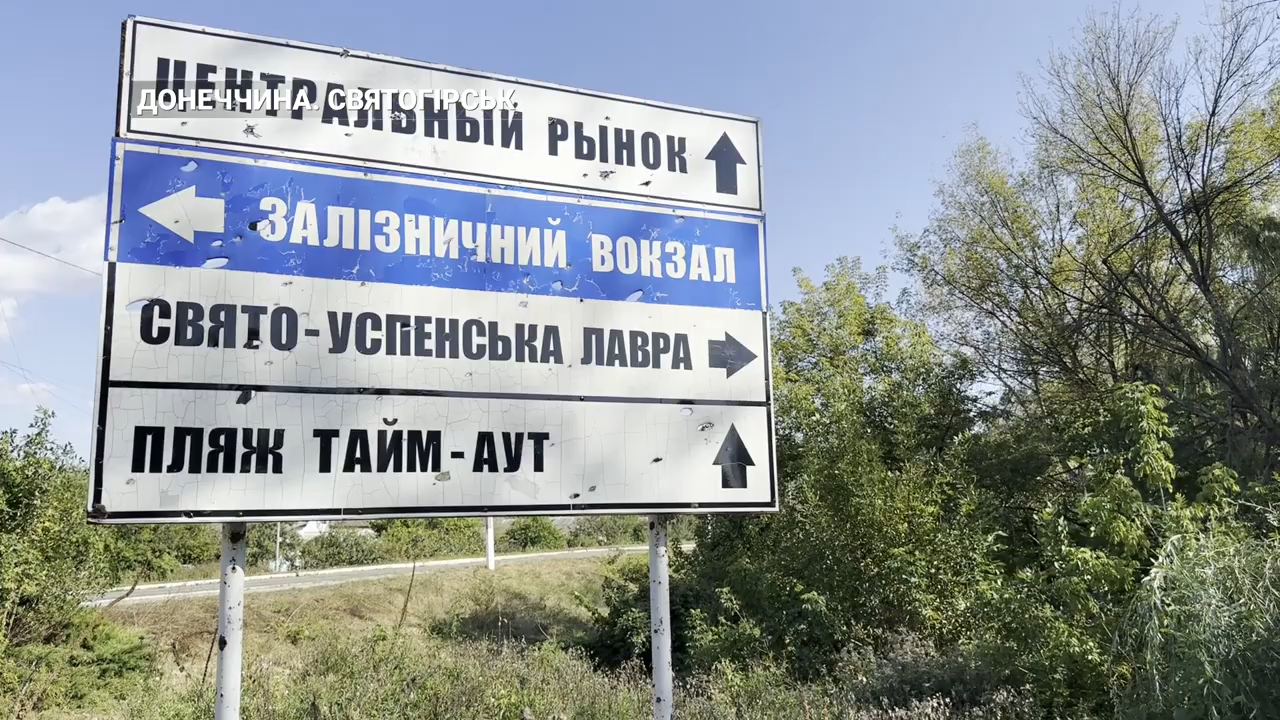 ЦЕНТРАЛЬНЫЙ РЫНОК
ДОНЕЧЧИНА. СВЯТОГІРСЬК.
ЗАЛІЗНИЧНИЙ ВОКЗАЛ
СВЯТО-УСПЕНСЬКА ЛАВРА
ПЛЯЖ ТАЙМ-АУТ